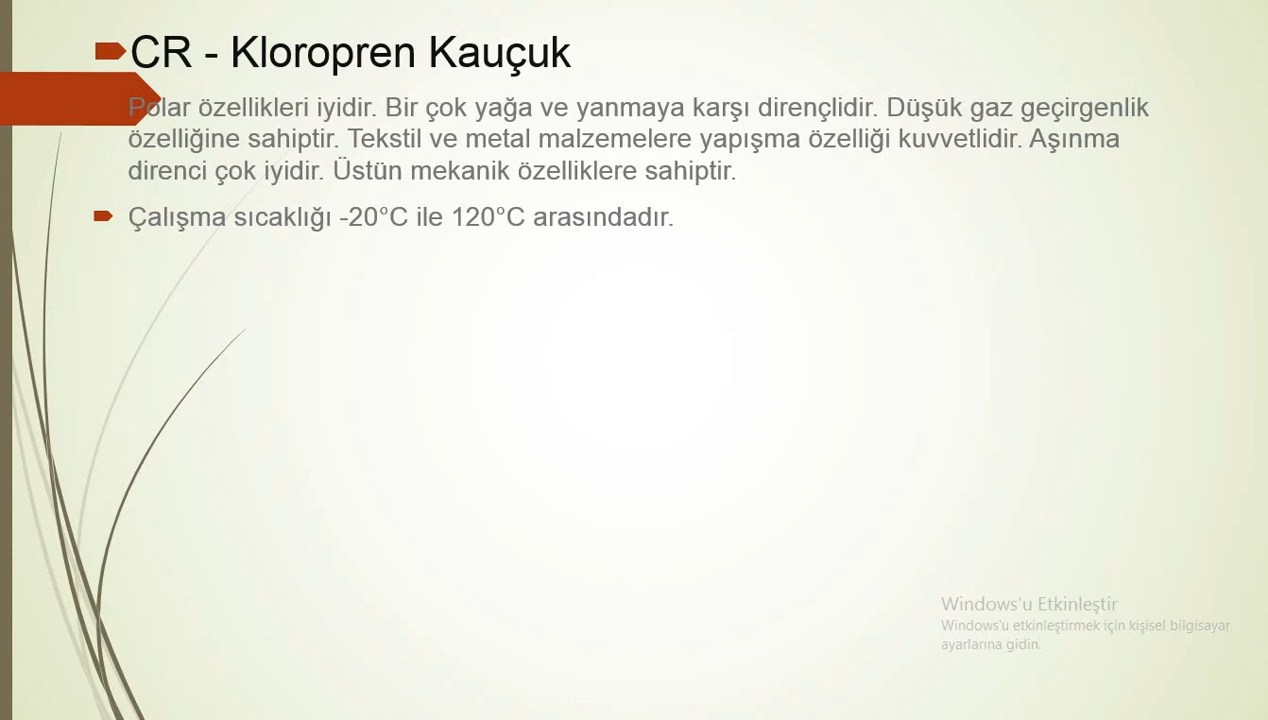 CR - Kloropren Kauçuk
Polar özellikleri iyidir. Bir çok yağa ve yanmaya karşı dirençlidir. Düşük gaz geçirgenlik
özelliğine sahiptir. Tekstil ve metal malzemelere yapışma özelliği kuvvetlidir. Aşınma
direnci çok iyidir. Üstün mekanik özelliklere sahiptir.
Çalışma sıcaklığı -20°C ile 120°C arasındadır.
Windows'u Etkinleştir
Windows'u etkinleştirmek için kişisel bilgisayar
ayarlarına gidin.